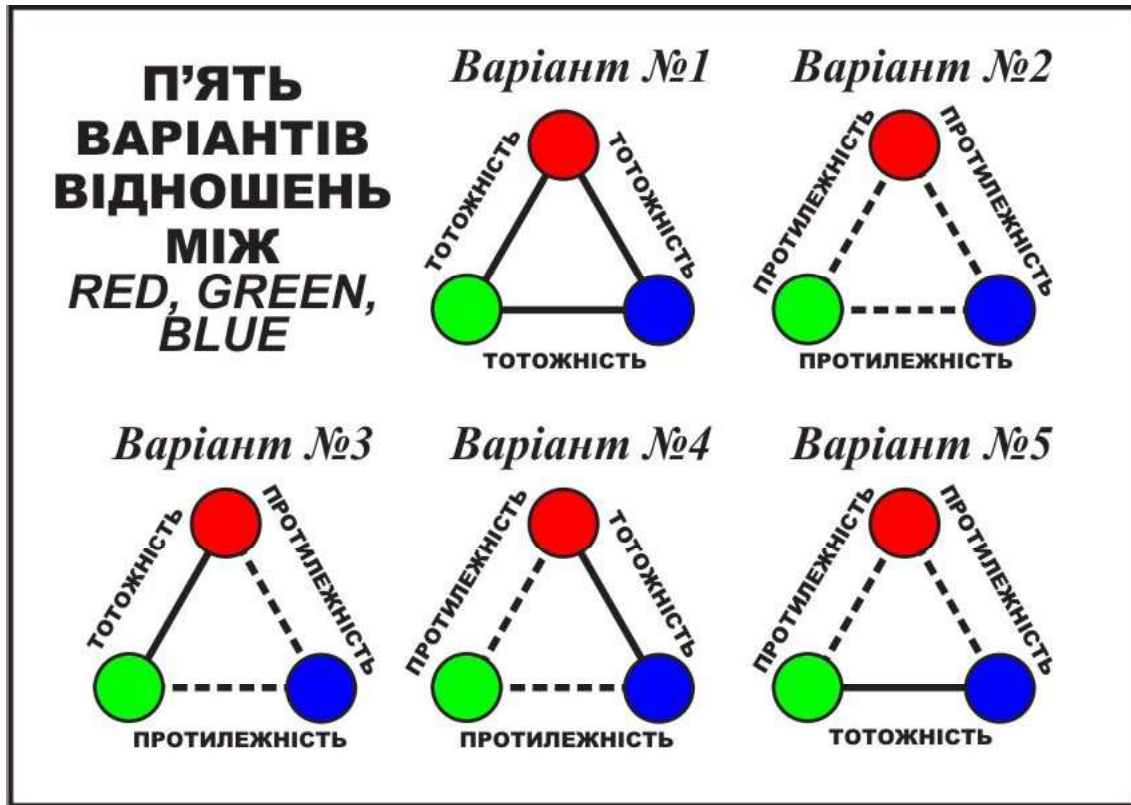 П’ЯТЬ
ВАРІАНТІВ
ВІДНОШЕНЬ
МІЖ
RED, GREEN,
BLUE
Варіант №1
ТОТОЖНІСТЬ
ТОТОЖНІСТЬ
ТОТОЖНІСТЬ
Варіант №2
ПРОТИЛЕЖНІСТЬ
ПРОТИЛЕЖНІСТЬ
ПРОТИЛЕЖНІСТЬ
Варіант №3
ТОТОЖНІСТЬ
ПРОТИЛЕЖНІСТЬ
ПРОТИЛЕЖНІСТЬ
Варіант №4
ПРОТИЛЕЖНІСТЬ
ТОТОЖНІСТЬ
ПРОТИЛЕЖНІСТЬ
Варіант №5
ПРОТИЛЕЖНІСТЬ
ПРОТИЛЕЖНІСТЬ
ТОТОЖНІСТЬ